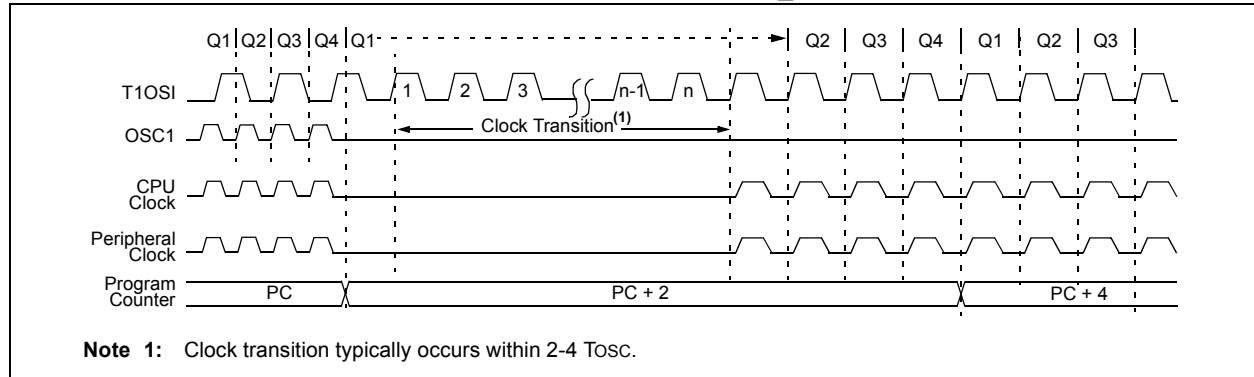 Q1 Q2 Q3 Q4 Q1 Q2 Q3 Q4 Q1 Q2 Q3
T1OSI 1 2 3 n-1 n
Clock Transition(1)
OSC1
CPU
Clock
Peripheral
Clock
Program
Counter PC PC + 2 PC + 4
Note 1: Clock transition typically occurs within 2-4 TOSC.